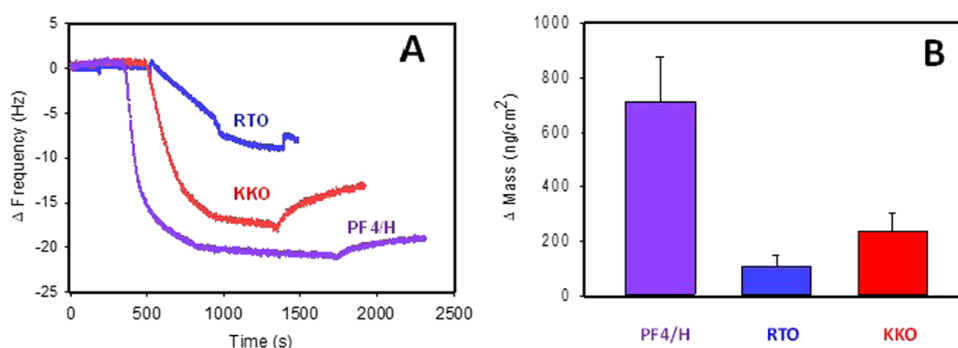 A
5
0
-5
-10
-15
-20
-25
Δ Frequency (Hz)
RTO
KKO
PF4/H
0 500 1000 1500 2000 2500
Time (s)
B
1000
800
600
400
200
0
Δ Mass (ng/cm²)
PF4/H RTO KKO